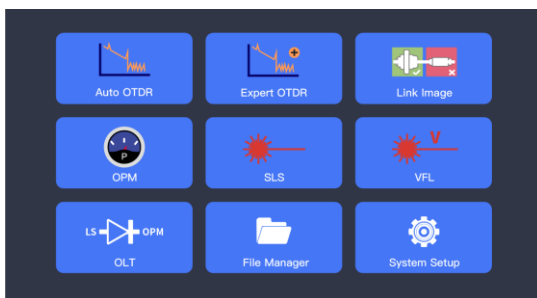 Auto OTDR
Expert OTDR
Link Image
P
OPM
SLS
V
VFL
LS OPM
OLT
File Manager
System Setup